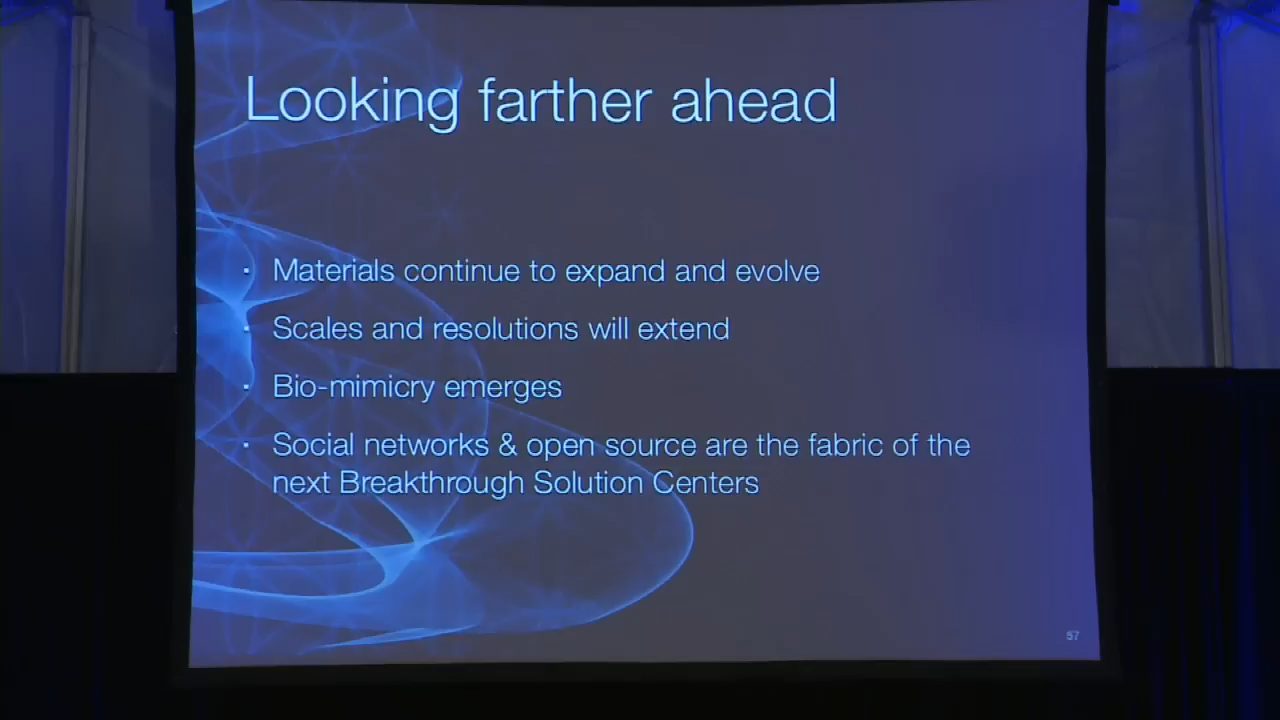 Looking farther ahead
· Materials continue to expand and evolve
· Scales and resolutions will extend
· Bio-mimicry emerges
· Social networks & open source are the fabric of the
next Breakthrough Solution Centers
57